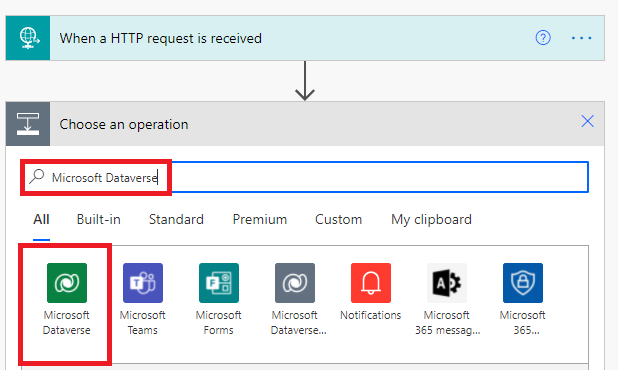 When a HTTP request is received
Choose an operation
Microsoft Dataverse
All Built-in Standard Premium Custom My clipboard
Microsoft Dataverse
Microsoft Teams
Microsoft Forms
Microsoft Dataverse...
Notifications
Microsoft 365 messag...
Microsoft 365...